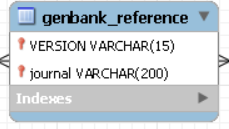 genbank_reference
VERSION VARCHAR(15)
journal VARCHAR(200)
Indexes